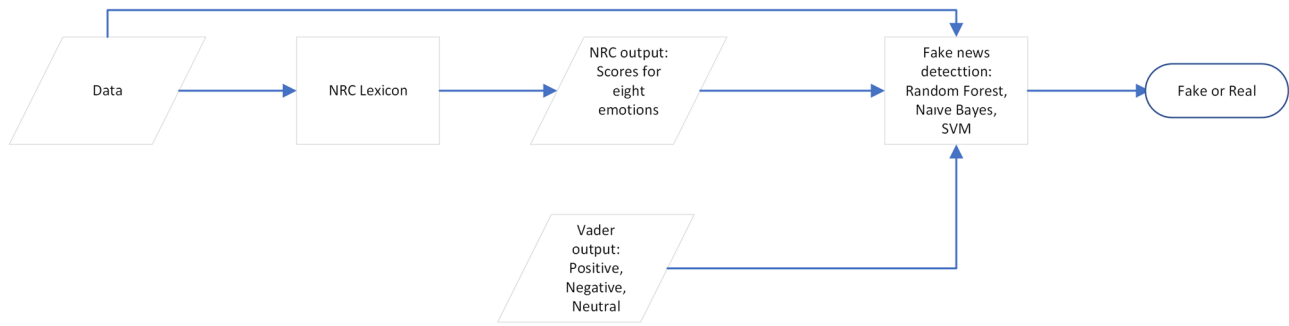 Data
NRC Lexicon
NRC output:
Scores for
eight
emotions
Fake news
detecttion:
Random Forest,
Naïve Bayes,
SVM
Fake or Real
Vader
output:
Positive,
Negative,
Neutral